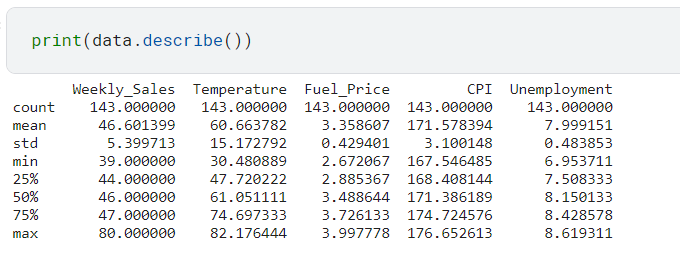 print(data.describe())
Weekly_Sales Temperature Fuel_Price CPI Unemployment
count 143.000000 143.000000 143.000000 143.000000 143.000000
mean 46.601399 60.663782 3.358607 171.578394 7.999151
std 5.399713 15.172792 0.429401 3.100148 0.483853
min 39.000000 30.480889 2.672067 167.546485 6.953711
25% 44.000000 47.720222 2.885367 168.408144 7.508333
50% 46.000000 61.051111 3.488644 171.386189 8.150133
75% 47.000000 74.697333 3.726133 174.724576 8.428578
max 80.000000 82.176444 3.997778 176.652613 8.619311